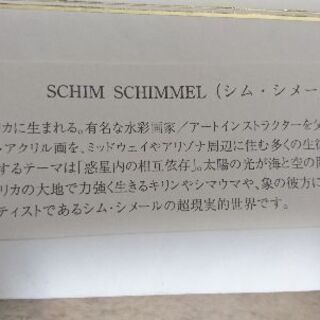 SCHIM SCHIMMEL (シム・シメー
カに生まれる。有名な水彩画家/アートインストラクターを
・アクリル画を、ミッドウェイやアリゾナ周辺に住む多くの生徒
するテーマは「惑星内の相互依存」。太陽の光が海と空の
リカの大地で力強く生きるキリンやシマウマや、象の彼方に
ティストであるシム・シメールの超現実的世界です。